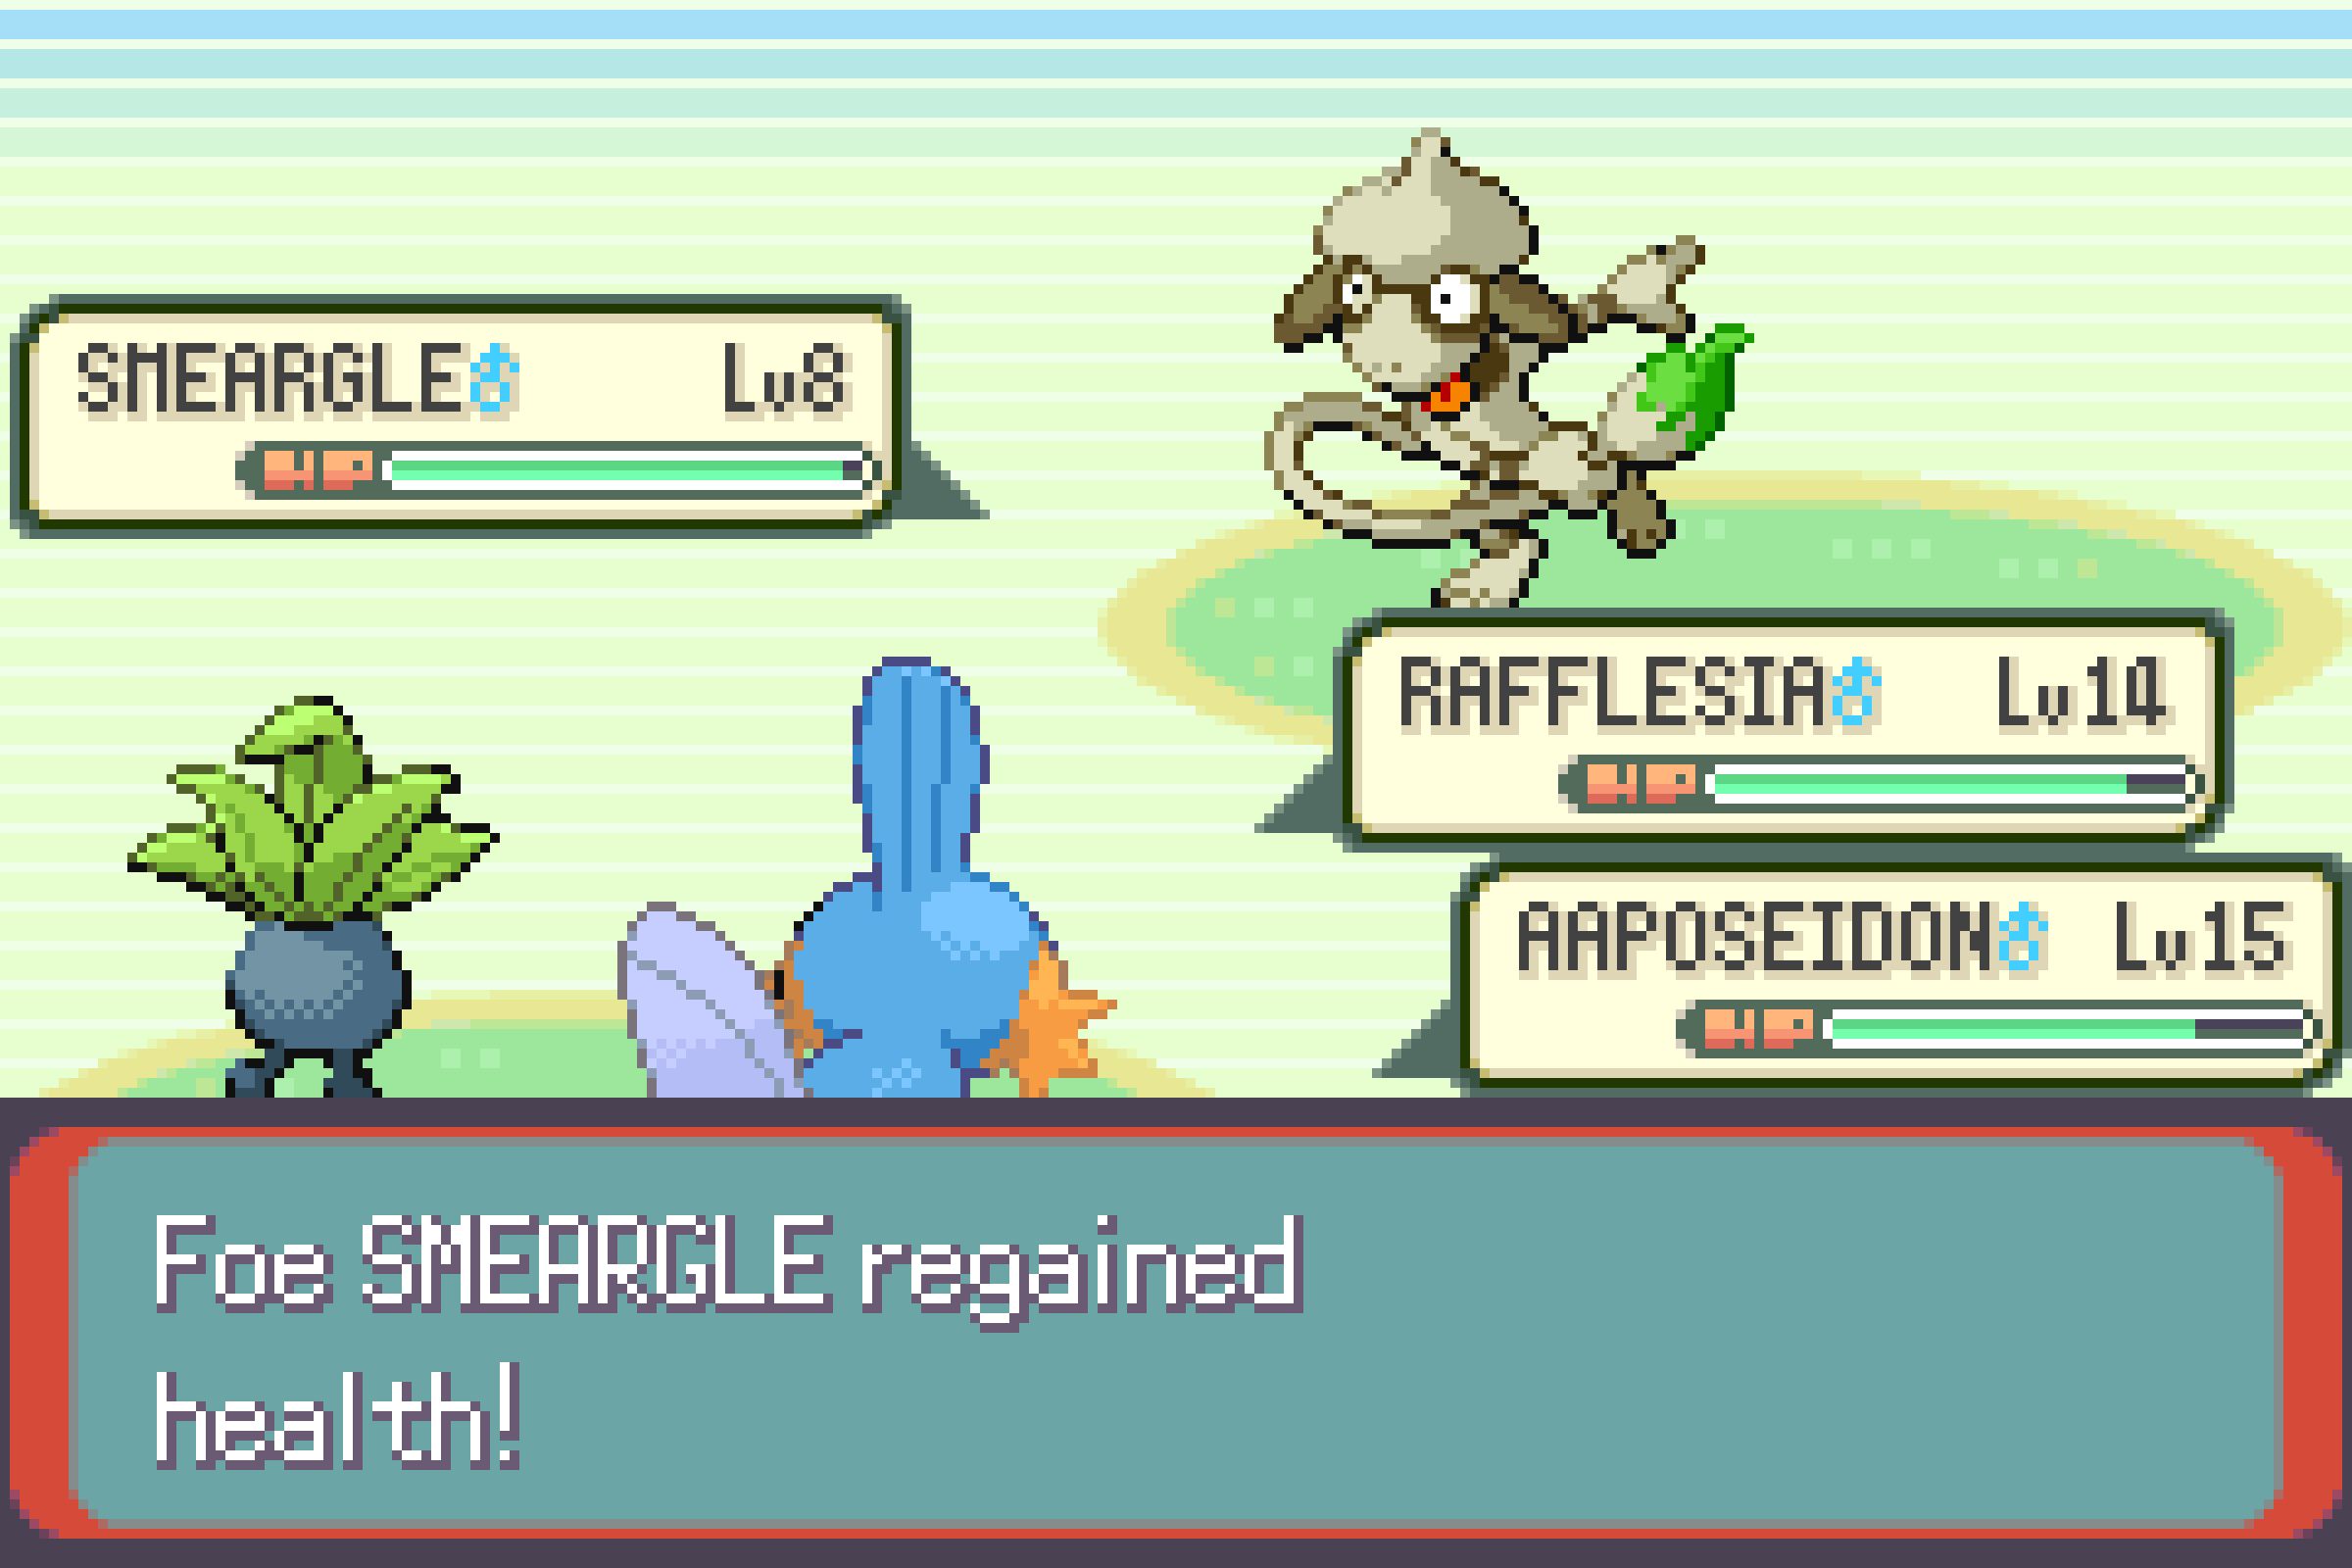 SMEARGLE♂ Lv8
HP
RAFFLESIA♂ Lv14
HP
AAPOSEIDON♂ Lv15
HP
Foe SMEARGLE regained
health!